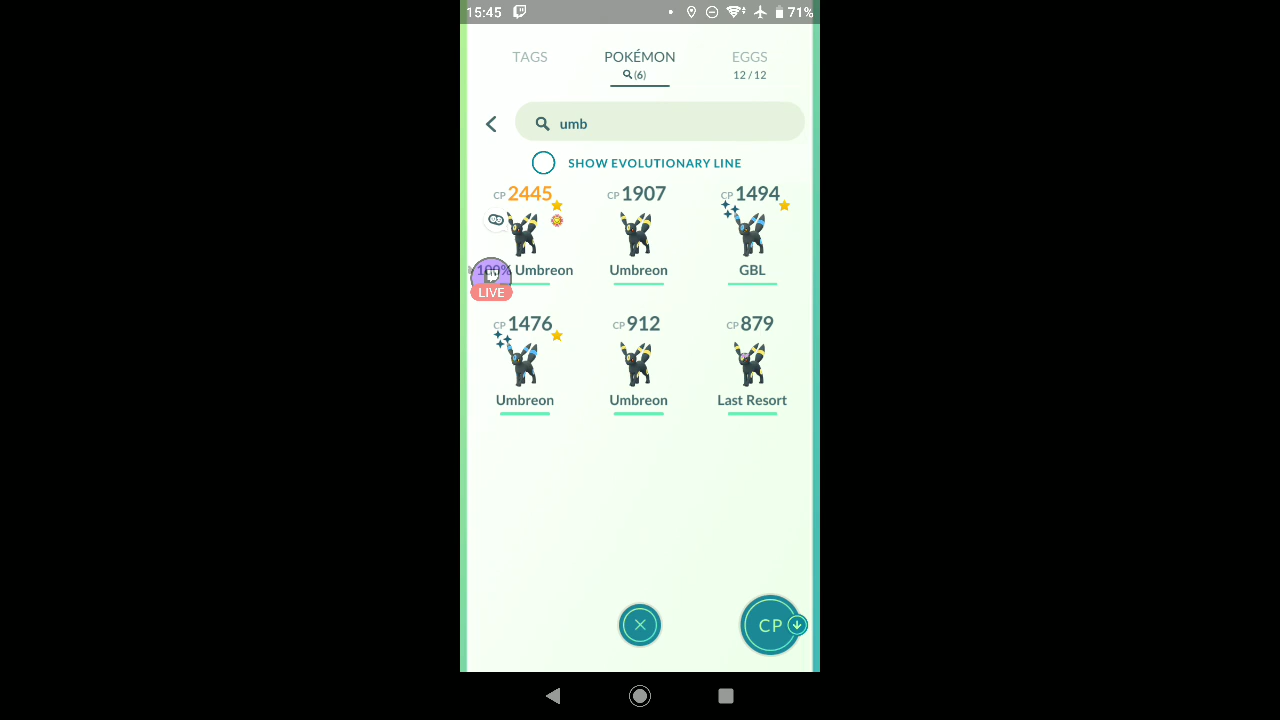 15:45 71%
TAGS POKÉMON EGGS
(6) 12 / 12
umb
SHOW EVOLUTIONARY LINE
CP 2445 CP 1907 CP 1494
100% Umbreon Umbreon GBL
LIVE
CP 1476 CP 912 CP 879
Umbreon Umbreon Last Resort
CP